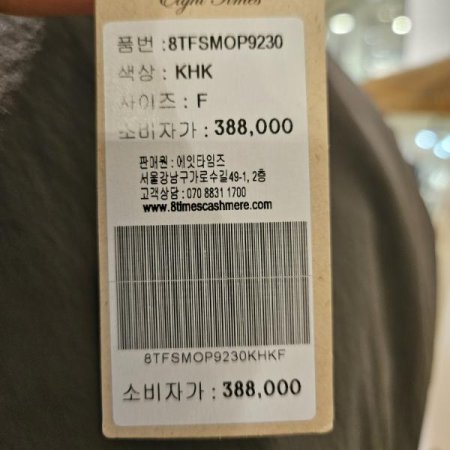 Eight Times
품번 : 8TFSMOP9230
색상 : KHK
사이즈 : F
소비자가 : 388,000
판매원 : 에잇타임즈
서울강남구가로수길49-1, 2층
고객상담 : 070 8831 1700
www.8timescashmere.com
8TFSMOP9230KHKF
소비자가 : 388,000